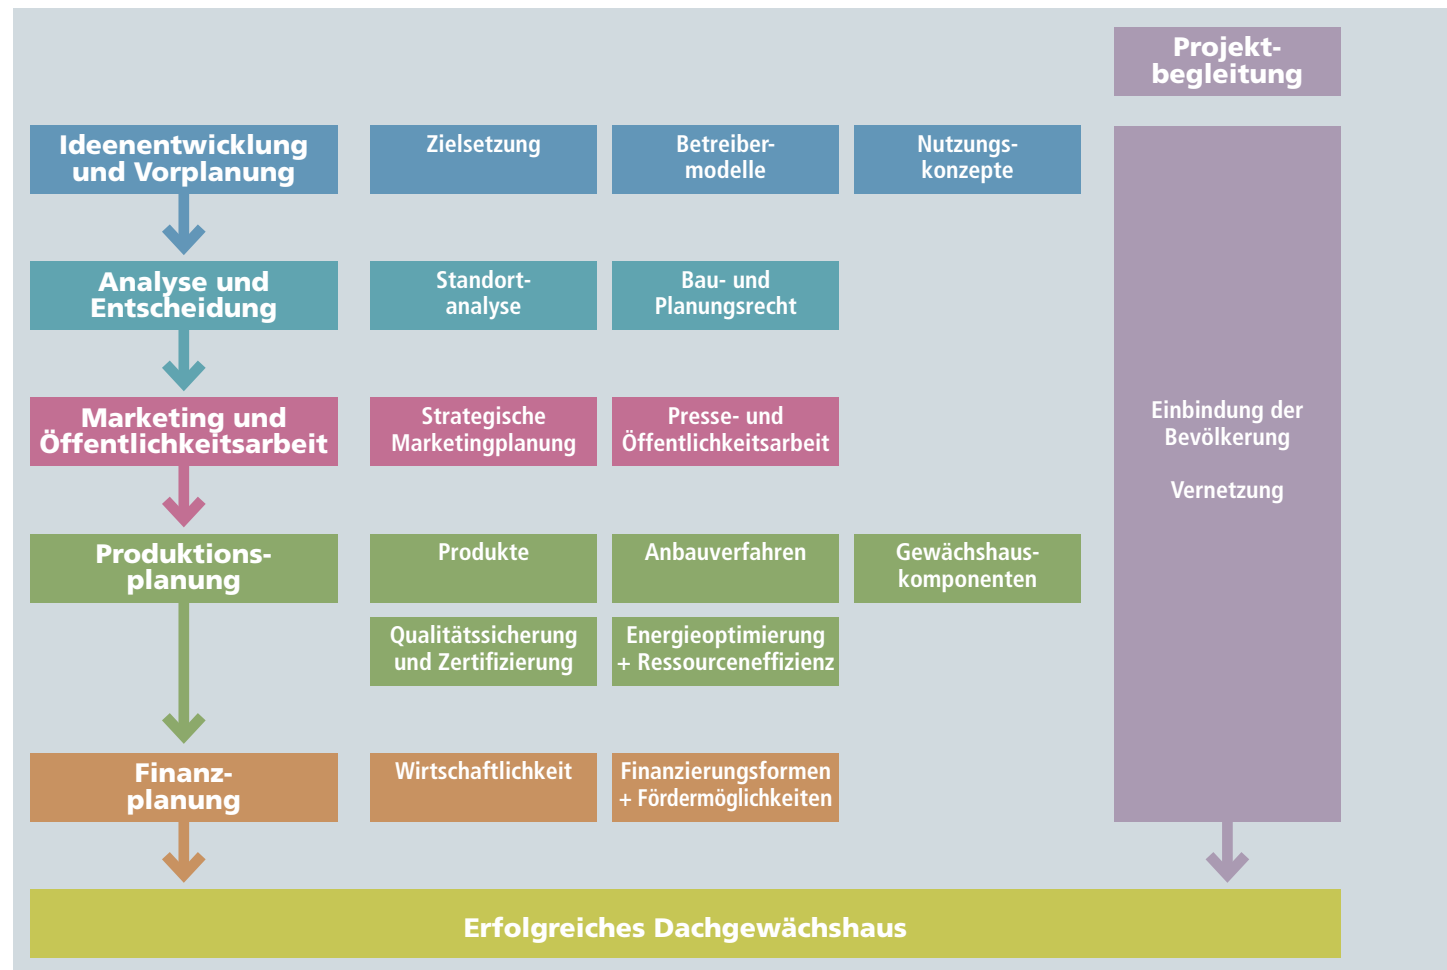 Projekt-
begleitung
Ideenentwicklung
und Vorplanung
Zielsetzung
Betreiber-
modelle
Nutzungs-
konzepte
Analyse und
Entscheidung
Standort-
analyse
Bau- und
Planungsrecht
Marketing und
Öffentlichkeitsarbeit
Strategische
Marketingplanung
Presse- und
Öffentlichkeitsarbeit
Einbindung der
Bevölkerung
Vernetzung
Produktions-
planung
Produkte
Anbauverfahren
Gewächshaus-
komponenten
Qualitätssicherung
und Zertifizierung
Energieoptimierung
+ Ressourceneffizienz
Finanz-
planung
Wirtschaftlichkeit
Finanzierungsformen
+ Fördermöglichkeiten
Erfolgreiches Dachgewächshaus